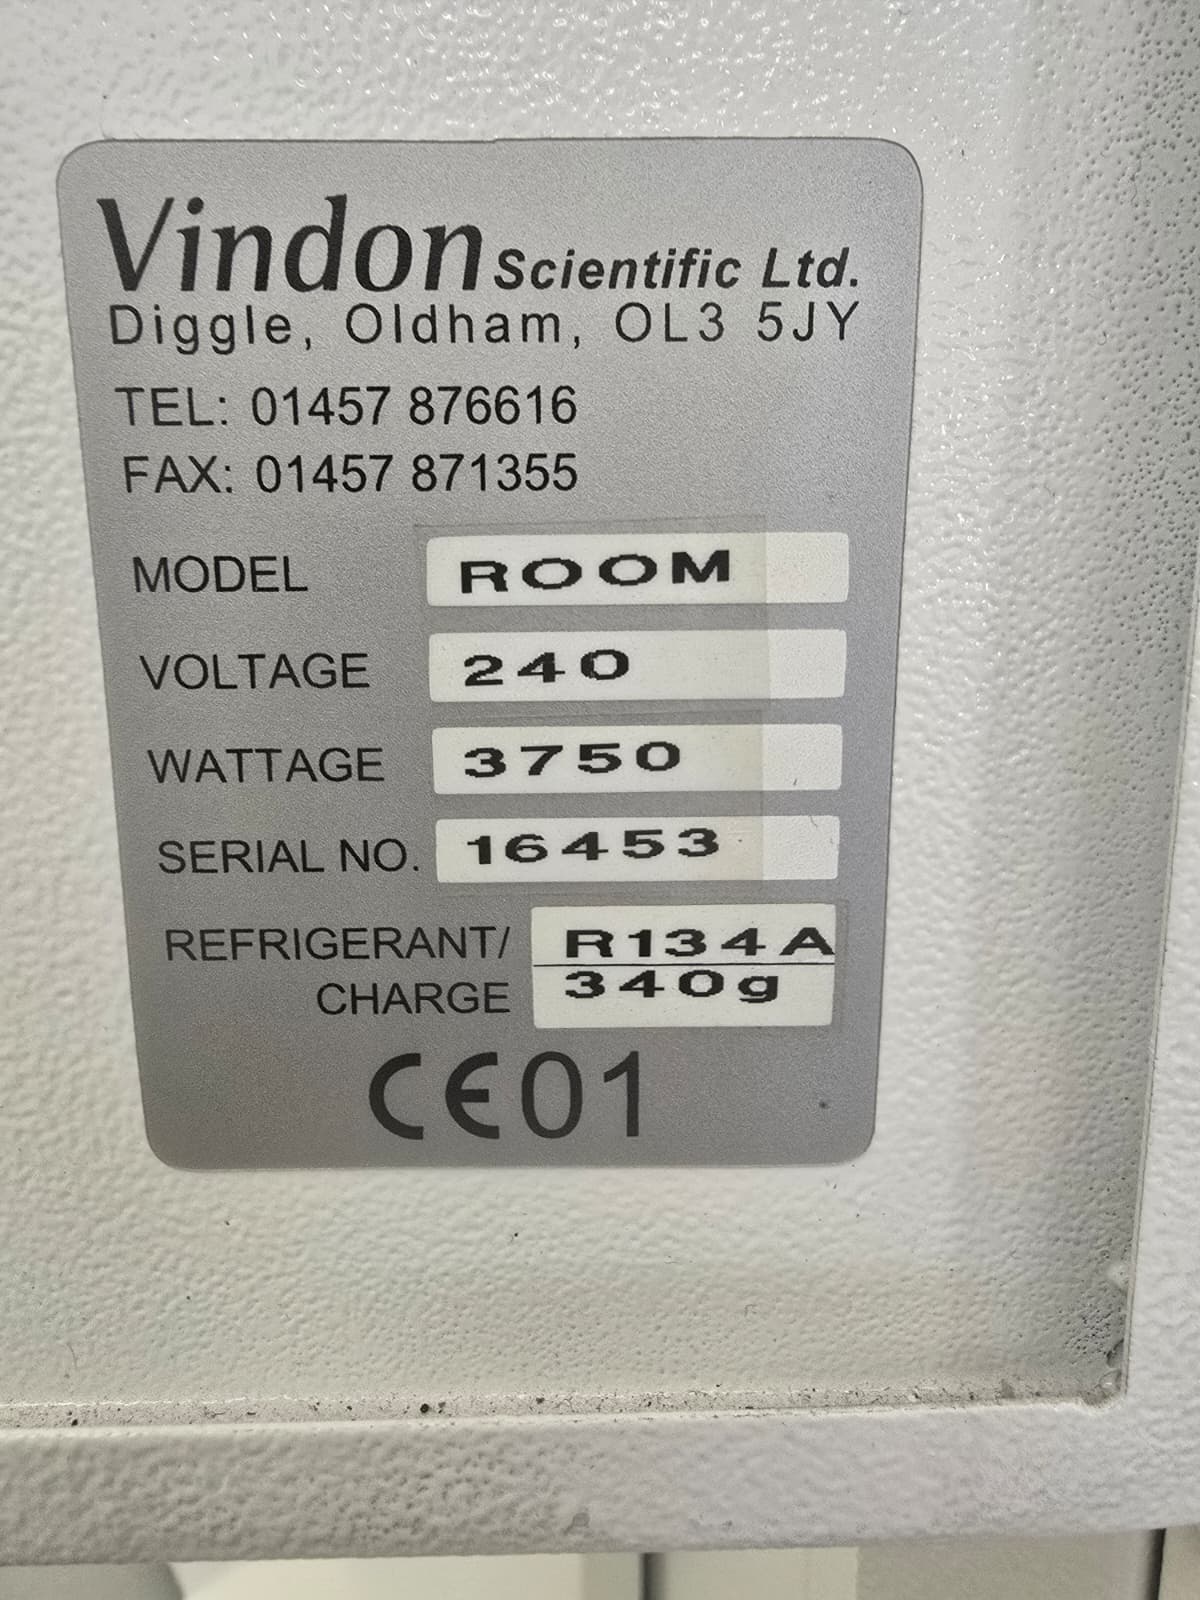 Vindon Scientific Ltd.
Diggle, Oldham, OL3 5JY
TEL: 01457 876616
FAX: 01457 871355
MODEL ROOM
VOLTAGE 240
WATTAGE 3750
SERIAL NO. 16453
REFRIGERANT/ R134A
CHARGE 340g
CE01